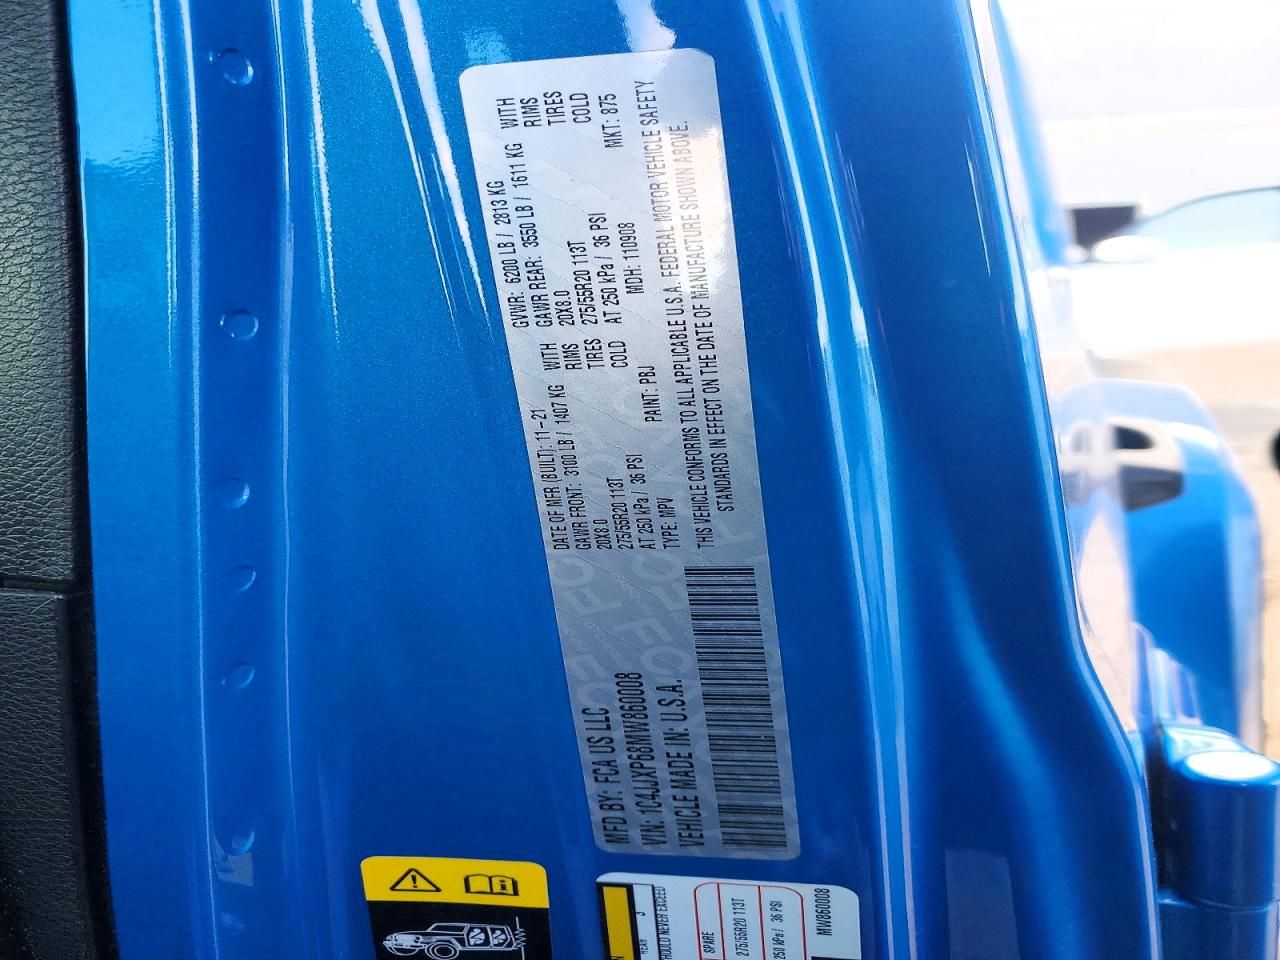 MFD BY: FCA US LLC
VIN: 1C4JJXP68MW860008
VEHICLE MADE IN: U.S.A.
DATE OF MFR (BUILT): 11-21 GVWR: 6200 LB / 2813 KG
GAWR FRONT: 3100 LB / 1407 KG WITH GAWR REAR: 3550 LB / 1611 KG WITH
20X8.0 RIMS 20X8.0 RIMS
275/55R20 113T TIRES 275/55R20 113T TIRES
AT 250 kPa / 36 PSI COLD AT 250 kPa / 36 PSI COLD
TYPE: MPV PAINT: PBJ MDH: 110908 MKT: 875
THIS VEHICLE CONFORMS TO ALL APPLICABLE U.S.A. FEDERAL MOTOR VEHICLE SAFETY
STANDARDS IN EFFECT ON THE DATE OF MANUFACTURE SHOWN ABOVE.
SHOULD NEVER EXCEED
SPARE
275/55R20 113T
250 kPa / 36 PSI
MW860008